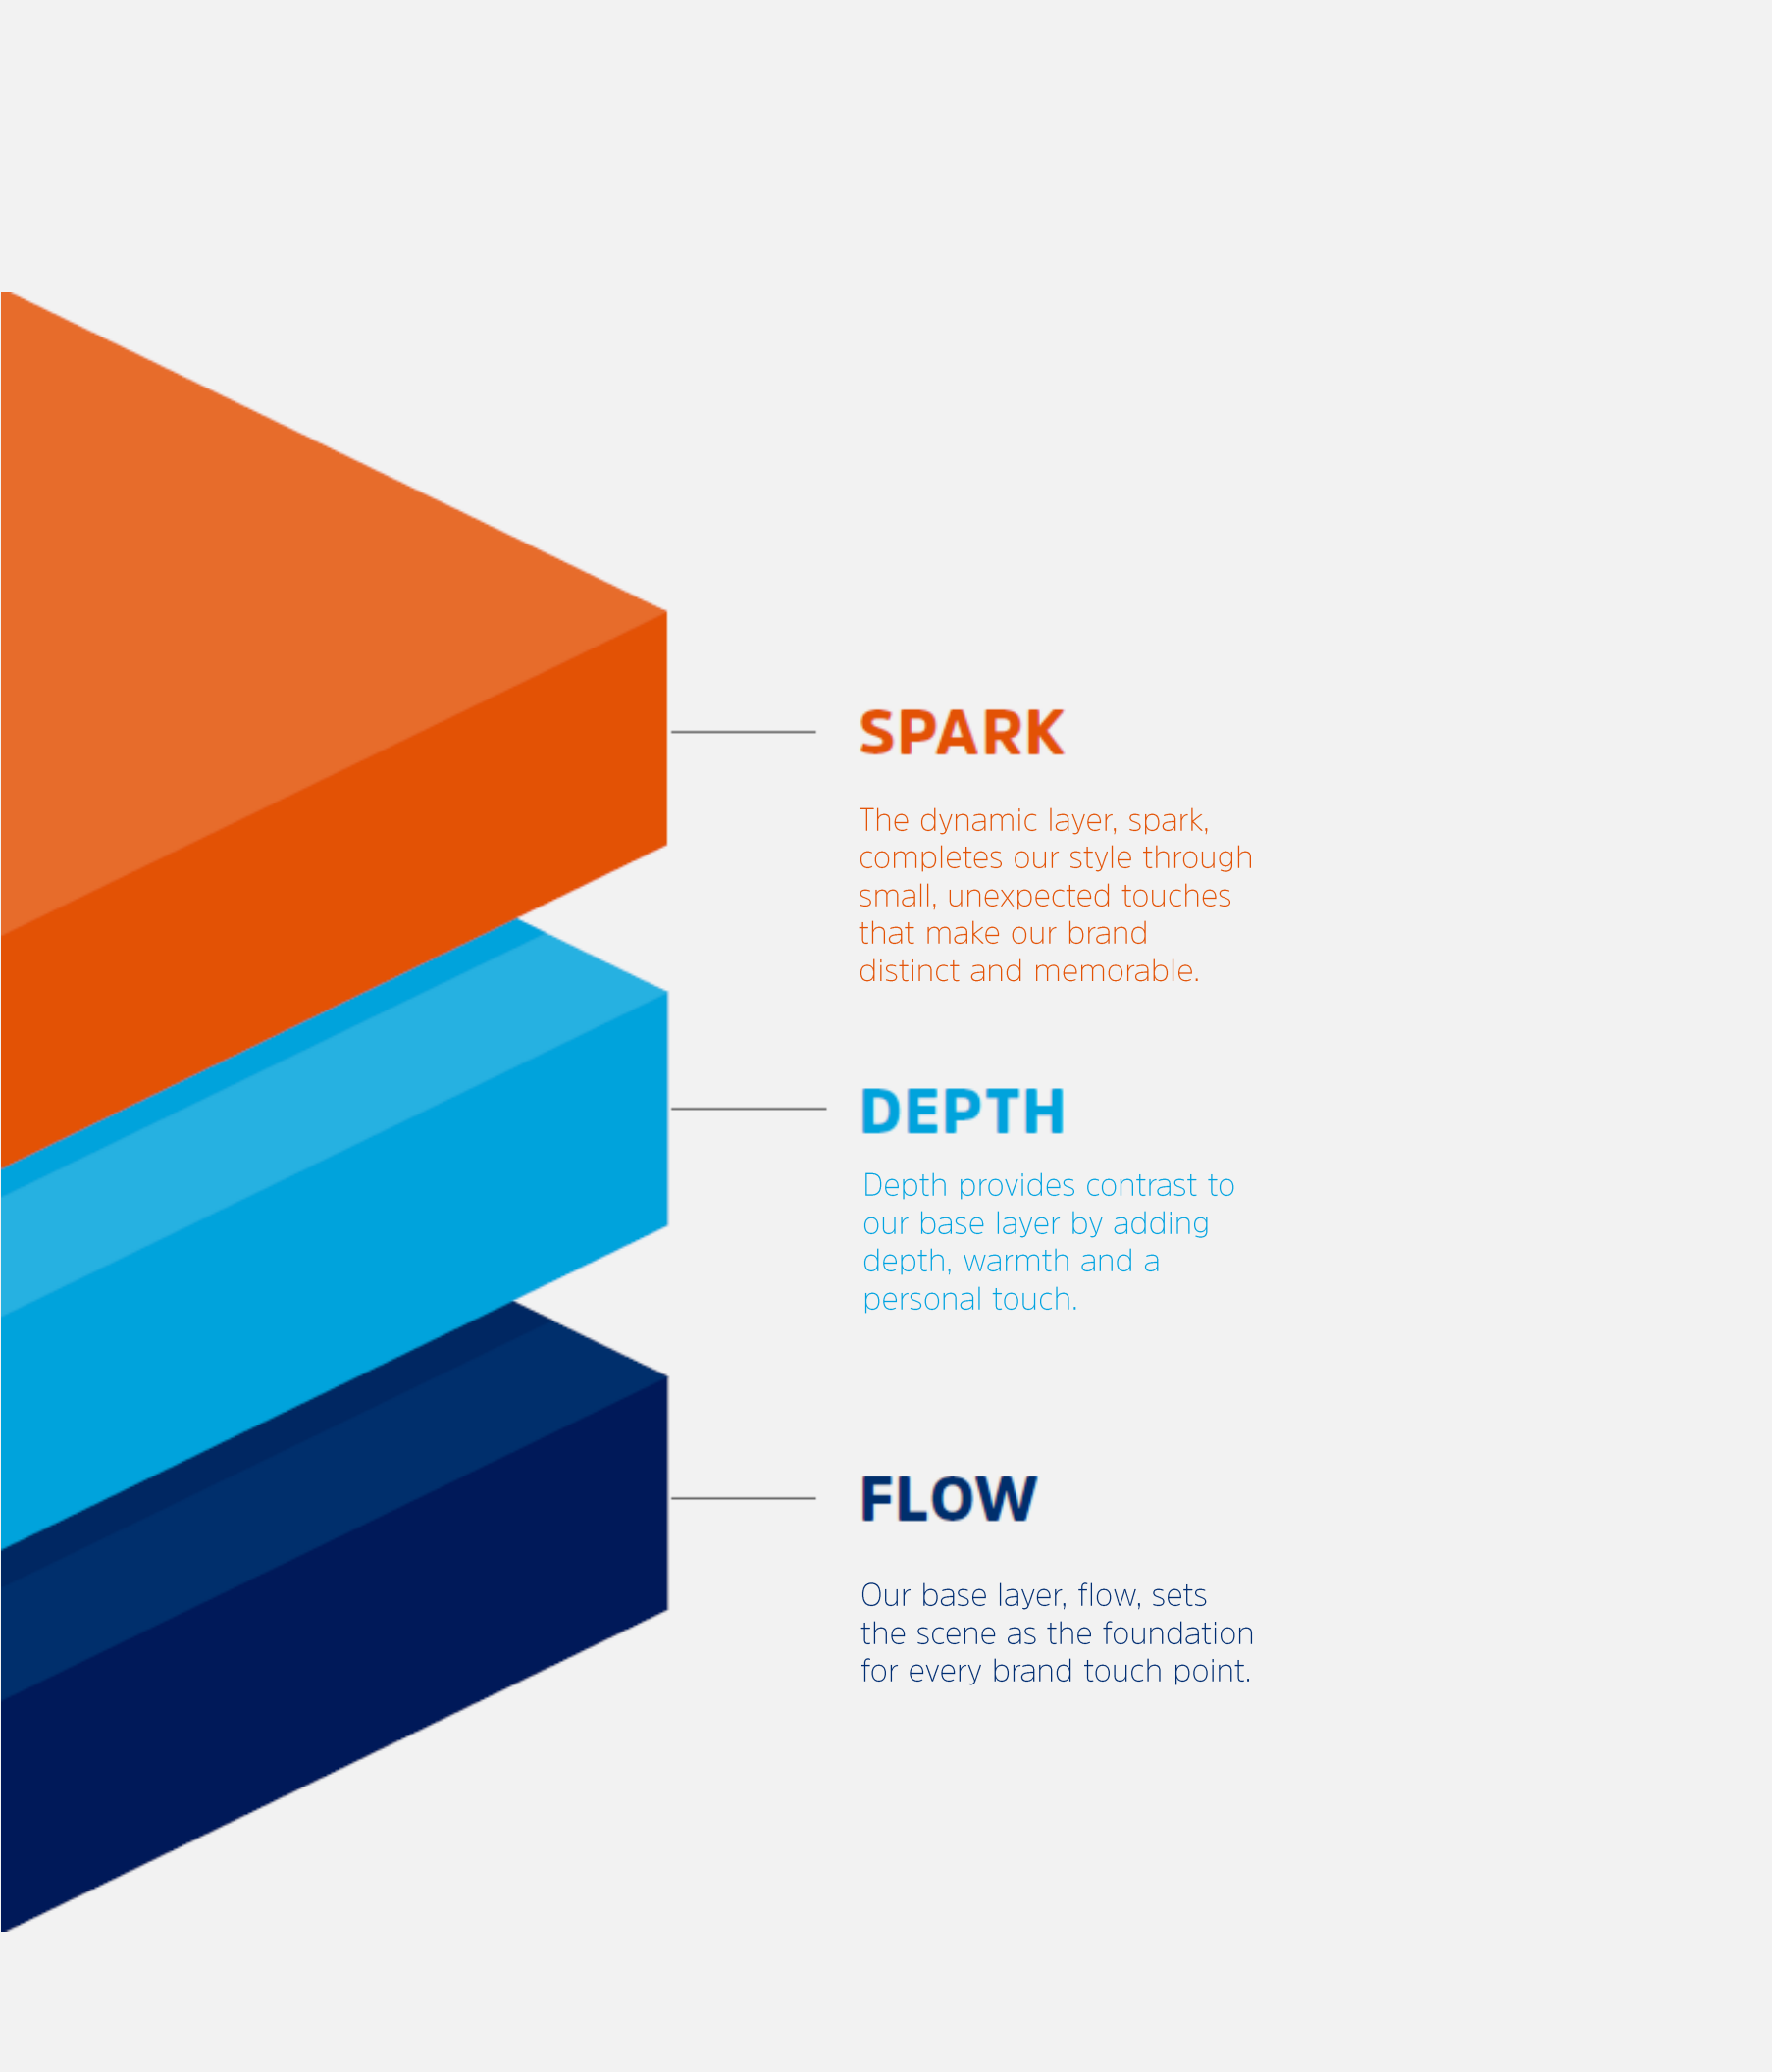 SPARK
The dynamic layer, spark,
completes our style through
small, unexpected touches
that make our brand
distinct and memorable.
DEPTH
Depth provides contrast to
our base layer by adding
depth, warmth and a
personal touch.
FLOW
Our base layer, flow, sets
the scene as the foundation
for every brand touch point.